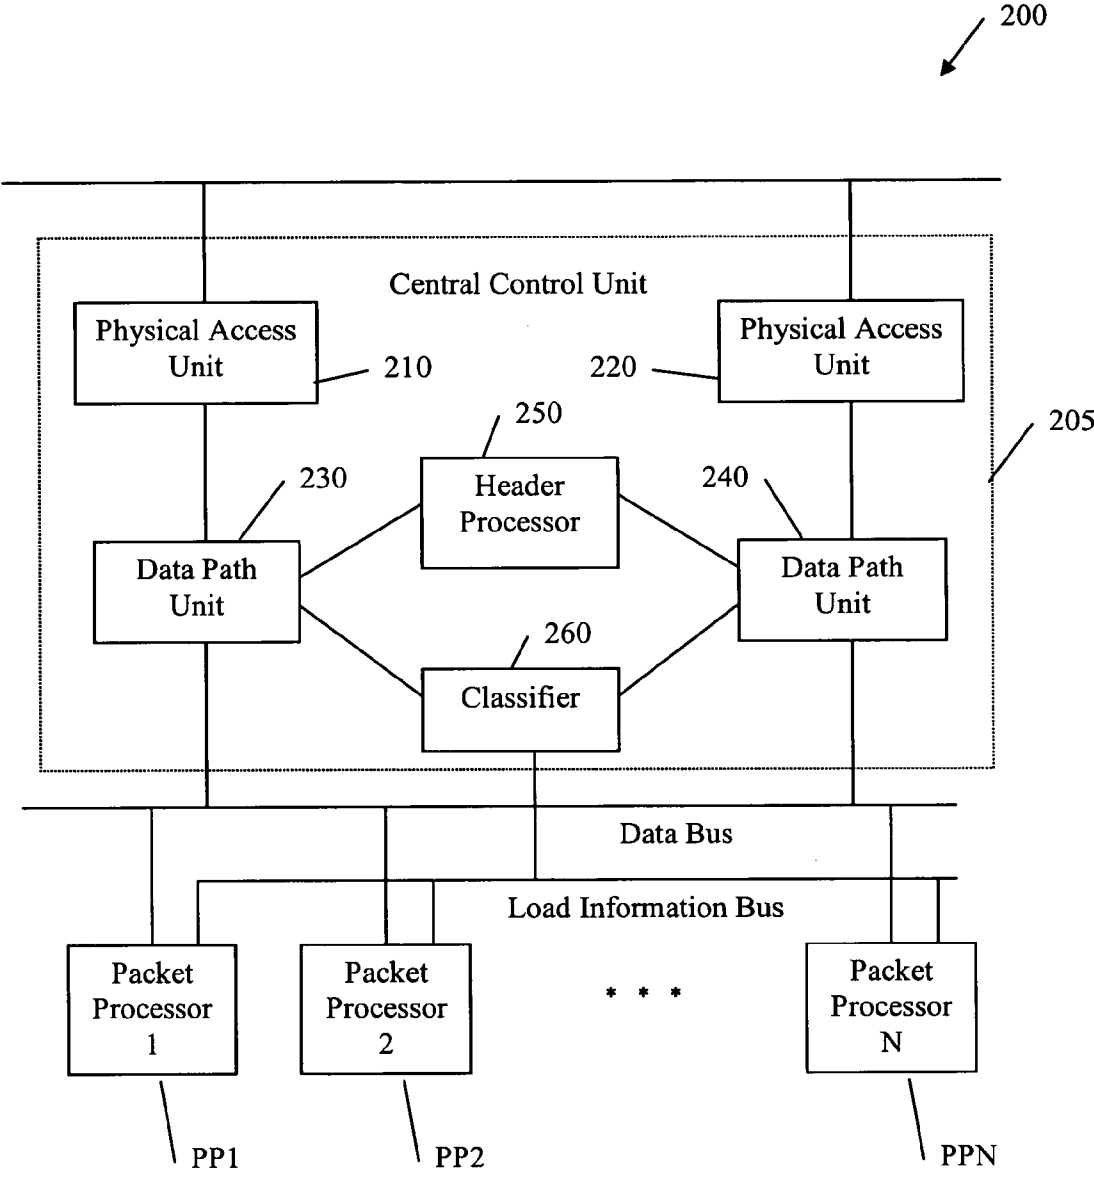 200
Central Control Unit
Physical Access
Unit
210
Physical Access
Unit
220
205
250
Header
Processor
230
Data Path
Unit
240
Data Path
Unit
260
Classifier
Data Bus
Load Information Bus
Packet
Processor
1
Packet
Processor
2
* * *
Packet
Processor
N
PP1
PP2
PPN